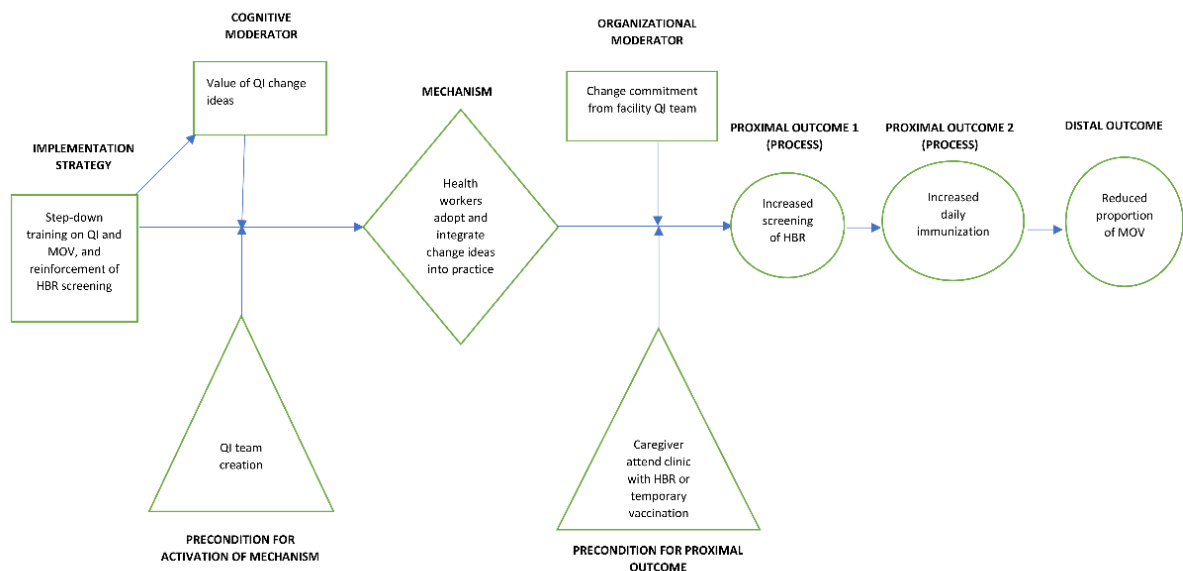 COGNITIVE
MODERATOR
Value of QI change
ideas
IMPLEMENTATION
STRATEGY
Step-down
training on QI and
MOV, and
reinforcement of
HBR screening
QI team
creation
PRECONDITION FOR
ACTIVATION OF MECHANISM
MECHANISM
Health
workers
adopt and
integrate
change ideas
into practice
ORGANIZATIONAL
MODERATOR
Change commitment
from facility QI team
Caregiver
attend clinic
with HBR or
temporary
vaccination
PRECONDITION FOR PROXIMAL
OUTCOME
PROXIMAL OUTCOME 1
(PROCESS)
Increased
screening
of HBR
PROXIMAL OUTCOME 2
(PROCESS)
Increased
daily
immunization
DISTAL OUTCOME
Reduced
proportion
of MOV